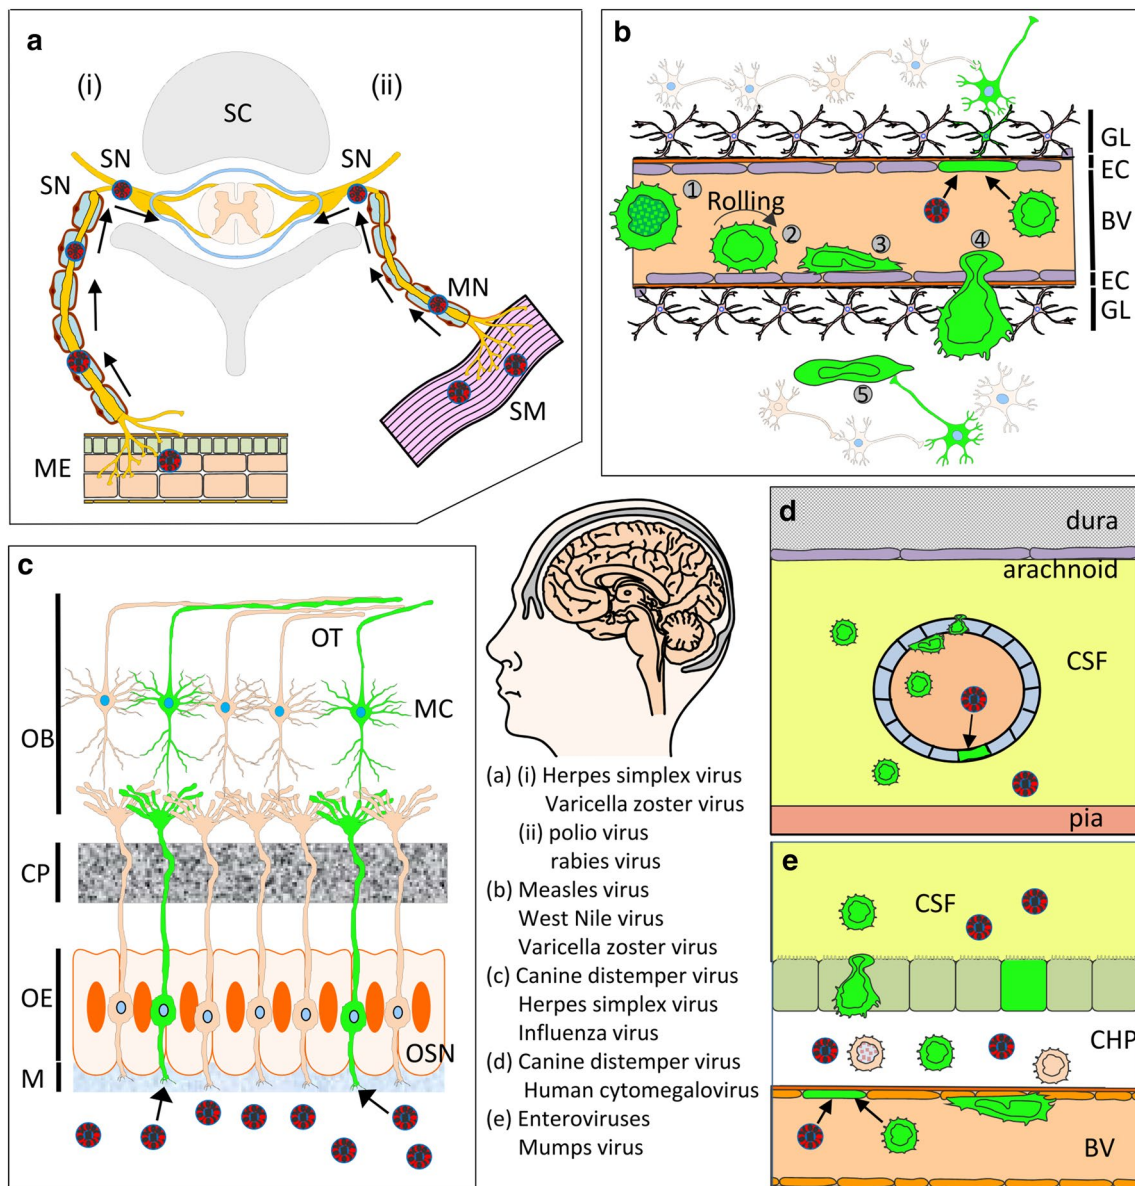 a
(i)
(ii)
SC
SN
SN
SN
MN
SM
ME
b
GL
EC
BV
EC
GL
1
Rolling
2
3
4
5
c
OT
MC
OB
CP
OE
OSN
M
(a) (i) Herpes simplex virus
Varicella zoster virus
(ii) polio virus
rabies virus
(b) Measles virus
West Nile virus
Varicella zoster virus
(c) Canine distemper virus
Herpes simplex virus
Influenza virus
(d) Canine distemper virus
Human cytomegalovirus
(e) Enteroviruses
Mumps virus
d
dura
arachnoid
CSF
pia
e
CSF
CHP
BV